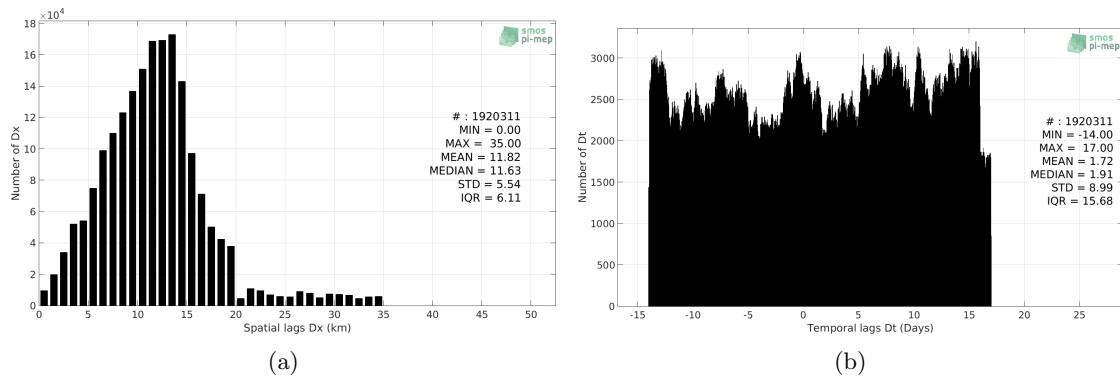 ×10⁴
18
16
14
12
10
8
6
4
2
0
Number of Dx
0 5 10 15 20 25 30 35 40 45 50
Spatial lags Dx (km)
smos
pi-mep
# : 1920311
MIN = 0.00
MAX = 35.00
MEAN = 11.82
MEDIAN = 11.63
STD = 5.54
IQR = 6.11
(a)
3000
2500
2000
1500
1000
500
0
Number of Dt
-15 -10 -5 0 5 10 15 20 25
Temporal lags Dt (Days)
smos
pi-mep
# : 1920311
MIN = -14.00
MAX = 17.00
MEAN = 1.72
MEDIAN = 1.91
STD = 8.99
IQR = 15.68
(b)